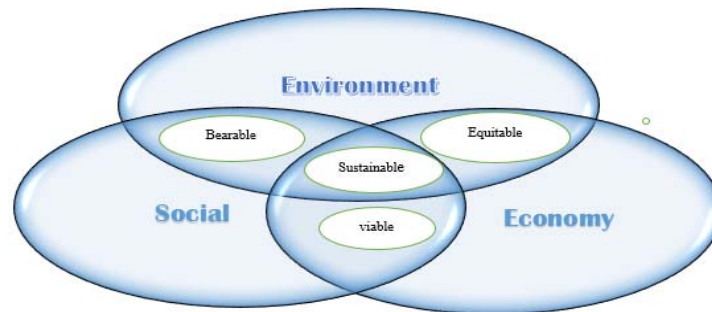 Environment
Bearable
Equitable
Sustainable
Social
Economy
viable